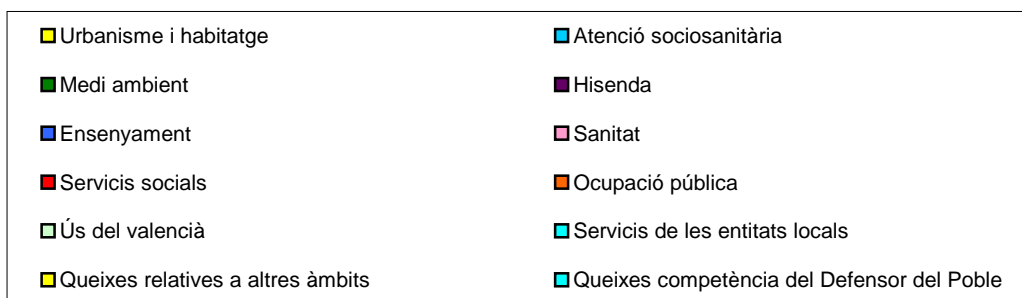 Urbanisme i habitatge
Atenció sociosanitària
Medi ambient
Hisenda
Ensenyament
Sanitat
Servicis socials
Ocupació pública
Ús del valencià
Servicis de les entitats locals
Queixes relatives a altres àmbits
Queixes competència del Defensor del Poble